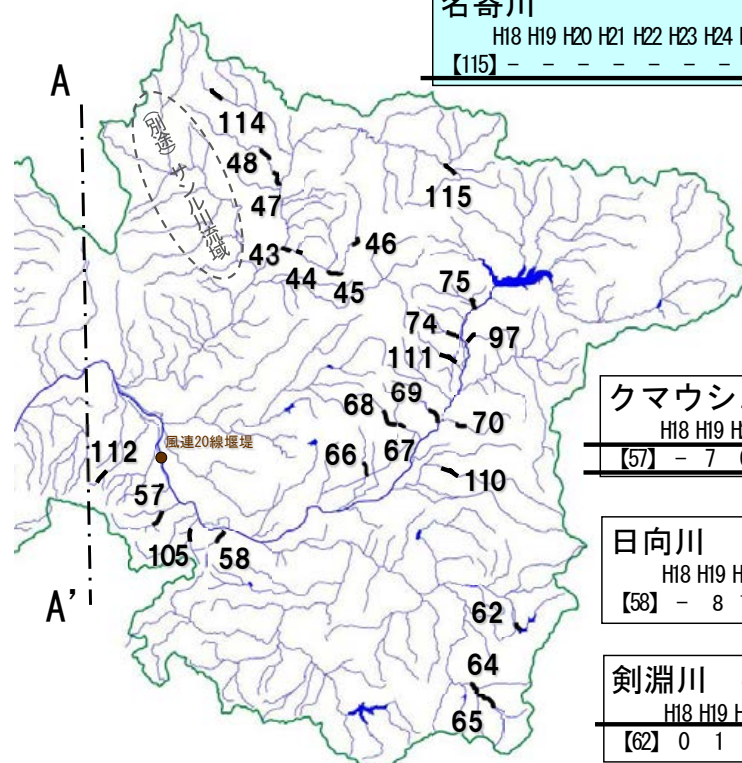 名寄川
H18 H19 H20 H21 H22 H23 H24
【115】 - - - - - - -
A
(別途) サンル川流域
114
48
47
115
43
44
46
45
75
74
97
111
69
68
70
67
66
110
クマウシ
H18 H19
【57】 - 7
112
風連20線堰堤
57
105
58
日向川
H18 H19
【58】 - 8
A'
62
64
65
剣淵川
H18 H19
【62】 0 1